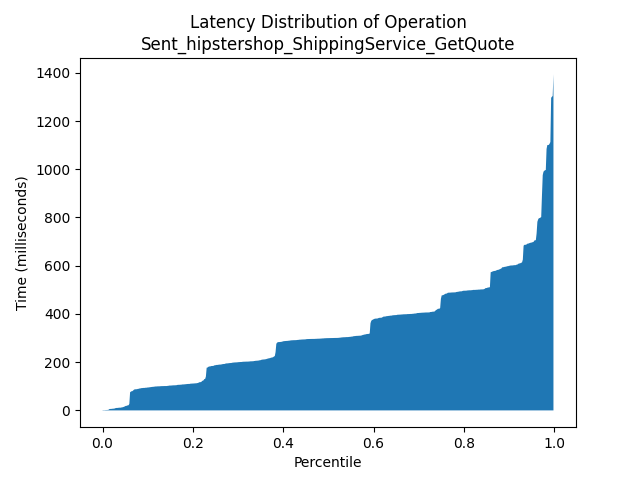 Latency Distribution of Operation
Sent_hipstershop_ShippingService_GetQuote
1400
1200
1000
800
600
400
200
0
Time (milliseconds)
0.0 0.2 0.4 0.6 0.8 1.0
Percentile